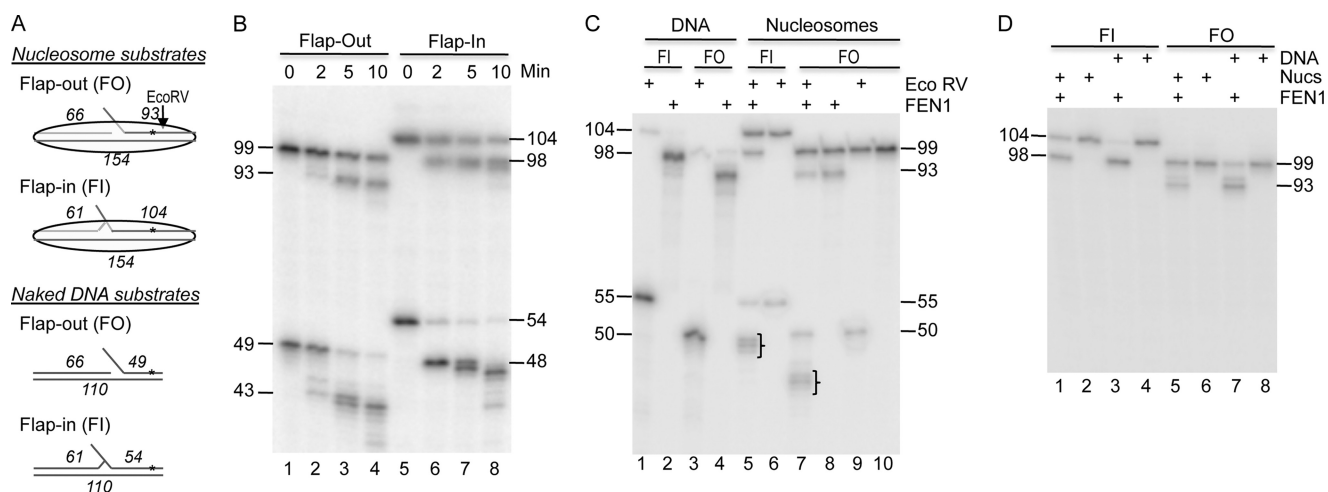 A
Nucleosome substrates
Flap-out (FO)
EcoRV
66 93
*
154
Flap-in (FI)
61 104
*
154
Naked DNA substrates
Flap-out (FO)
66 49
*
110
Flap-in (FI)
61 54
*
110
B
Flap-Out Flap-In
0 2 5 10 0 2 5 10 Min
104
99
98
93
54
49
48
43
1 2 3 4 5 6 7 8
C
DNA Nucleosomes
FI FO FI FO
+ + + + + + Eco RV
+ + + + + FEN1
104
99
98
93
55 55
50 50
1 2 3 4 5 6 7 8 9 10
D
FI FO
+ + + + DNA
+ + + + Nucs
+ + + + FEN1
104
98
99
93
1 2 3 4 5 6 7 8